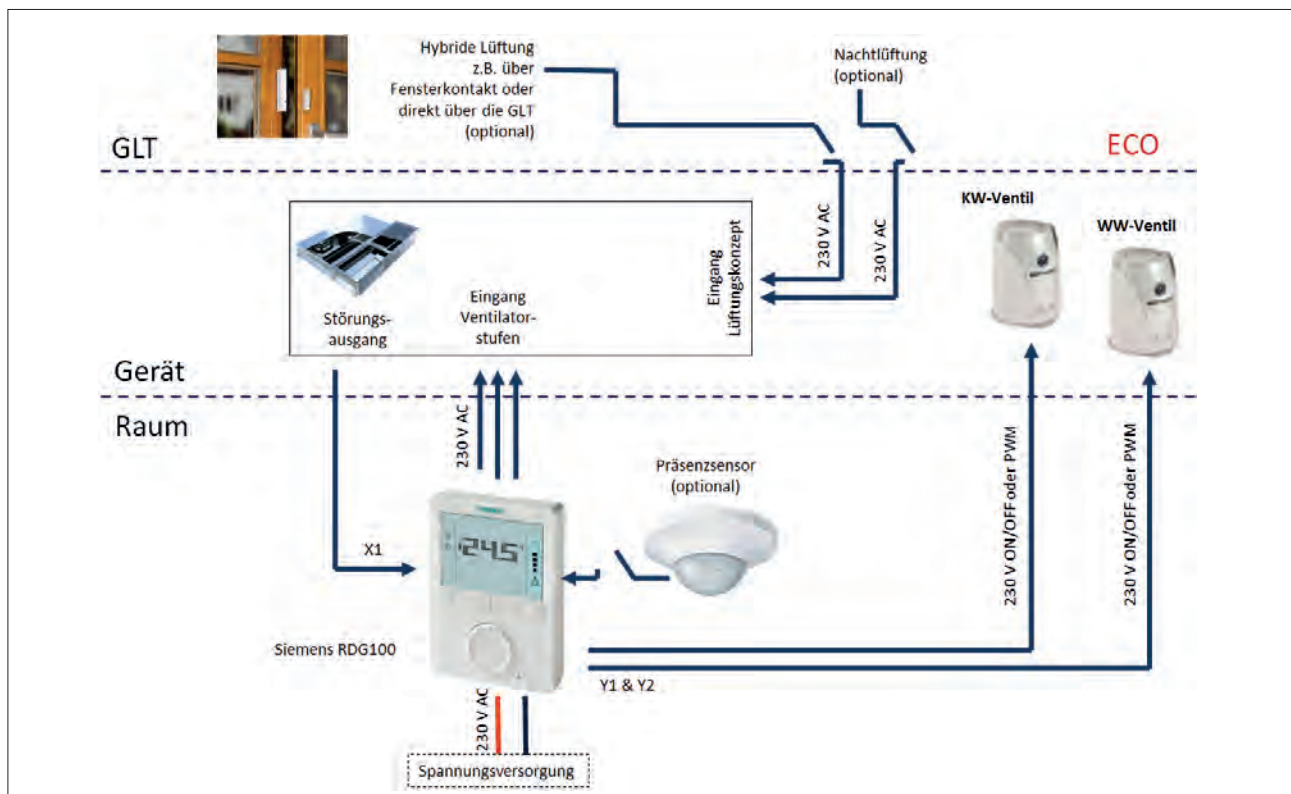 Hybride Lüftung
z.B. über
Fensterkontakt oder
direkt über die GLT
(optional)
Nachtlüftung
(optional)
GLT
ECO
KW-Ventil
WW-Ventil
230 V AC
230 V AC
Eingang
Lüftungskonzept
Störungs-
ausgang
Eingang
Ventilator-
stufen
Gerät
Raum
230 V AC
Präsenzsensor
(optional)
230 V ON/OFF oder PWM
230 V ON/OFF oder PWM
X1
24.5
Siemens RDG100
Y1 & Y2
230 V AC
Spannungsversorgung